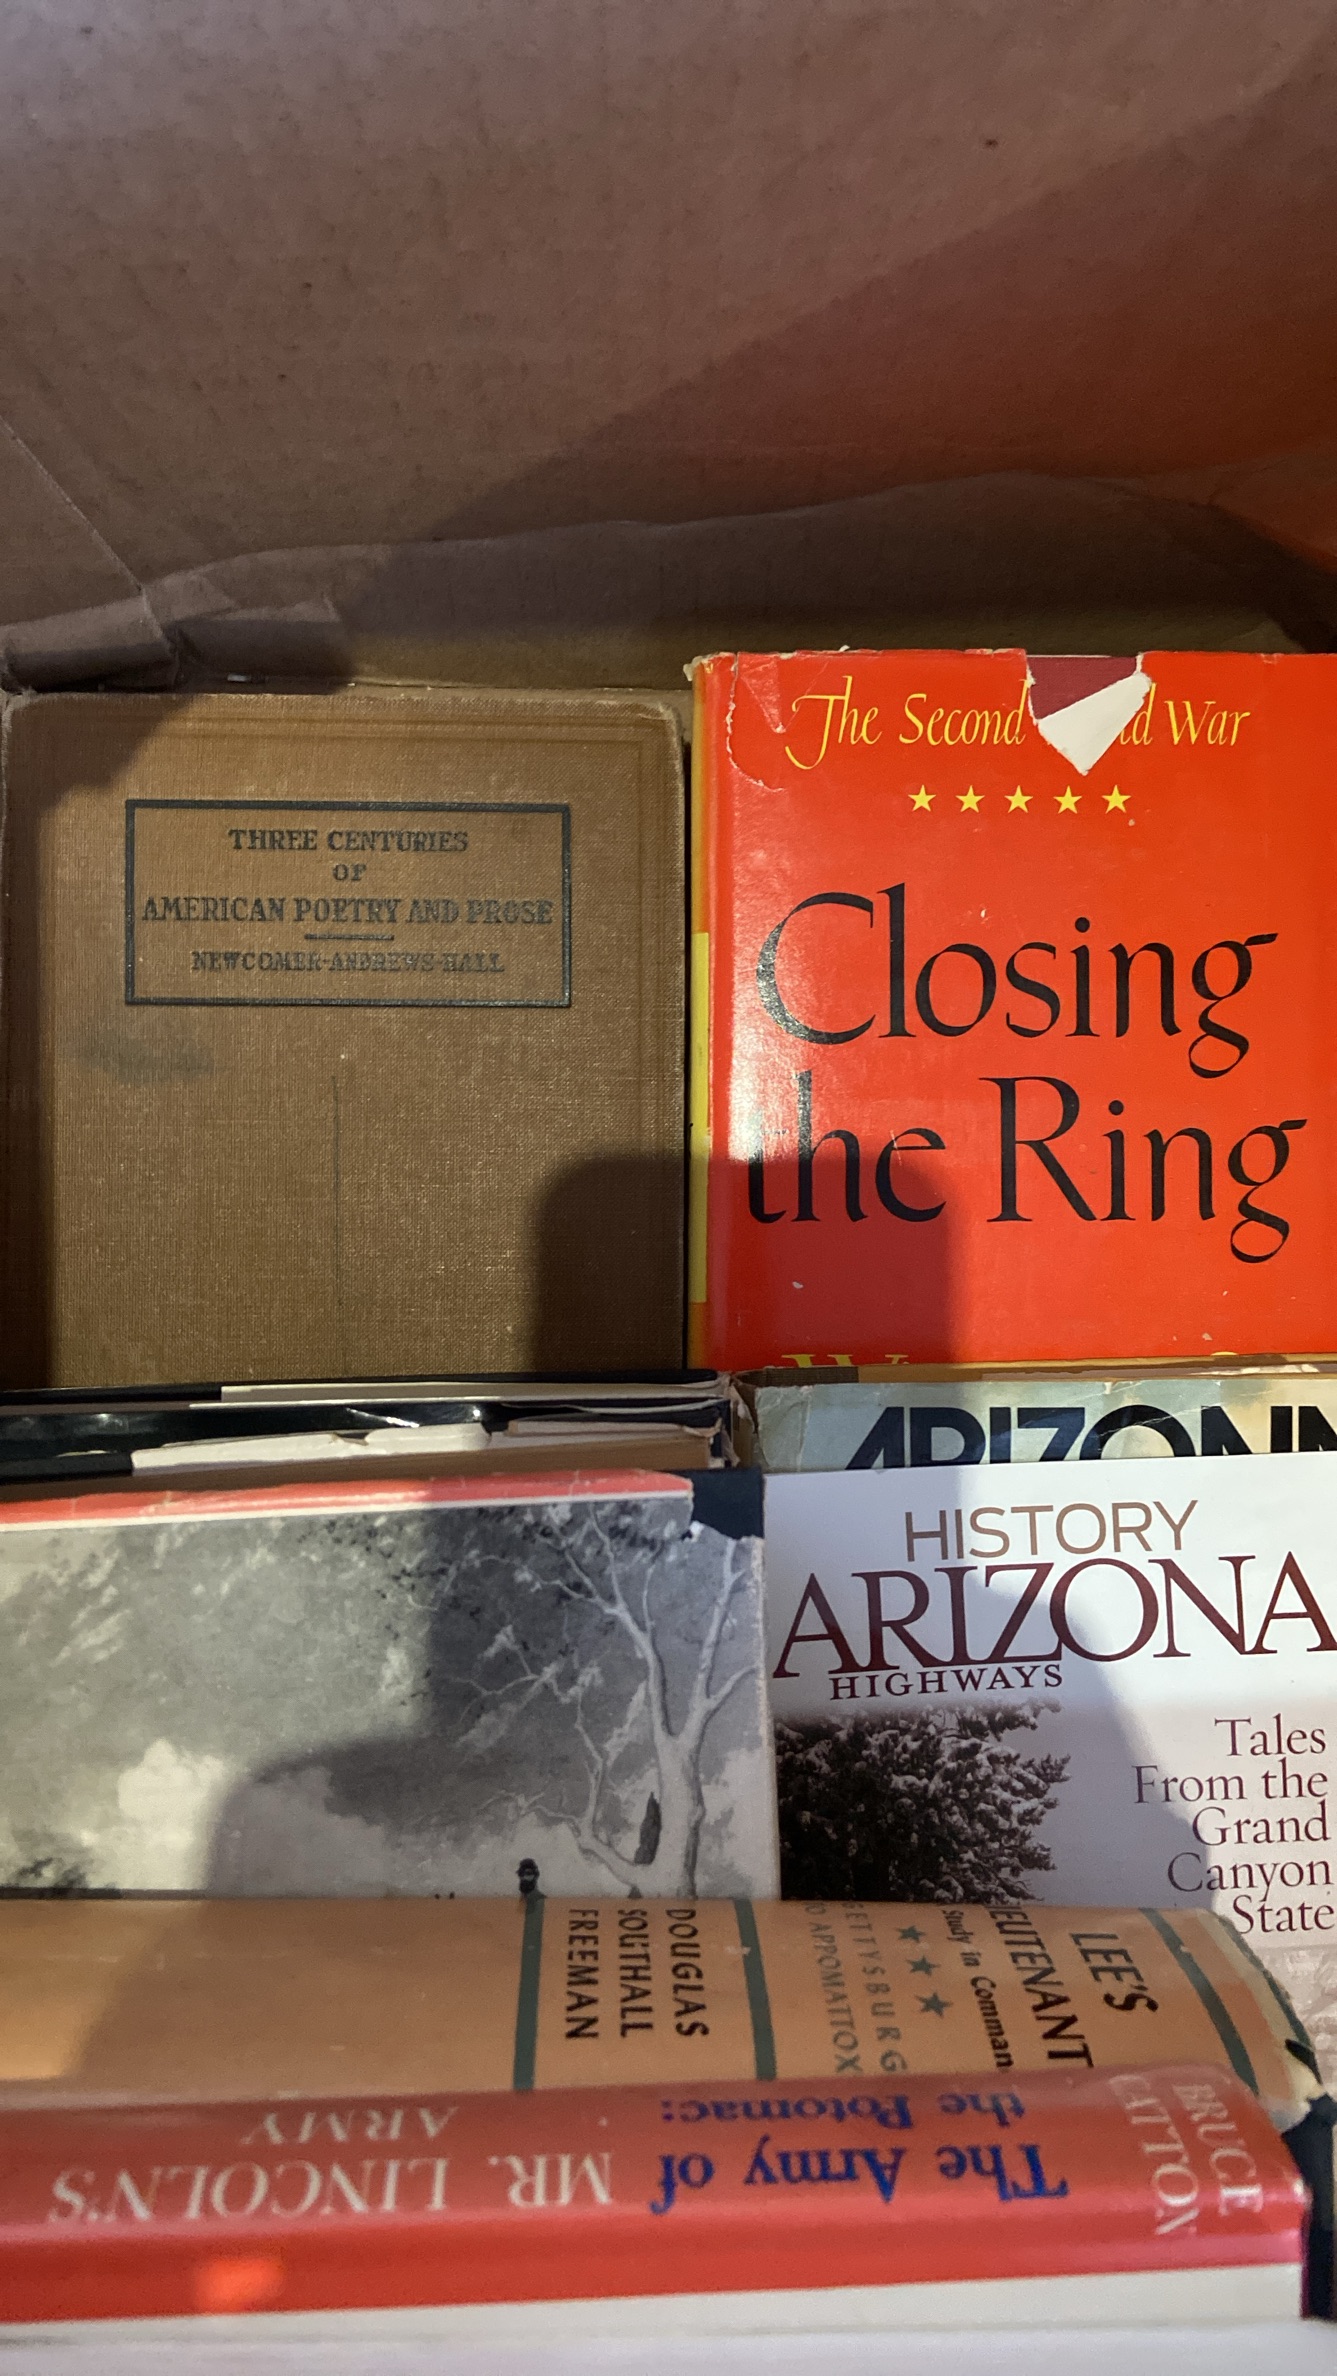 THREE CENTURIES
OF
AMERICAN POETRY AND PROSE
NEWCOMER-ANDREWS-HALL
The Second War
Closing
the Ring
HISTORY
ARIZONA
HIGHWAYS
Tales
From the
Grand
Canyon
State
LEE'S
LIEUTENANT
Study in Comman
★ ★ ★
GETTYSBURG
TO APPOMATTOX
DOUGLAS
SOUTHALL
FREEMAN
BRUCE
CATTON
The Army of
the Potomac:
MR. LINCOLN'S
ARMY